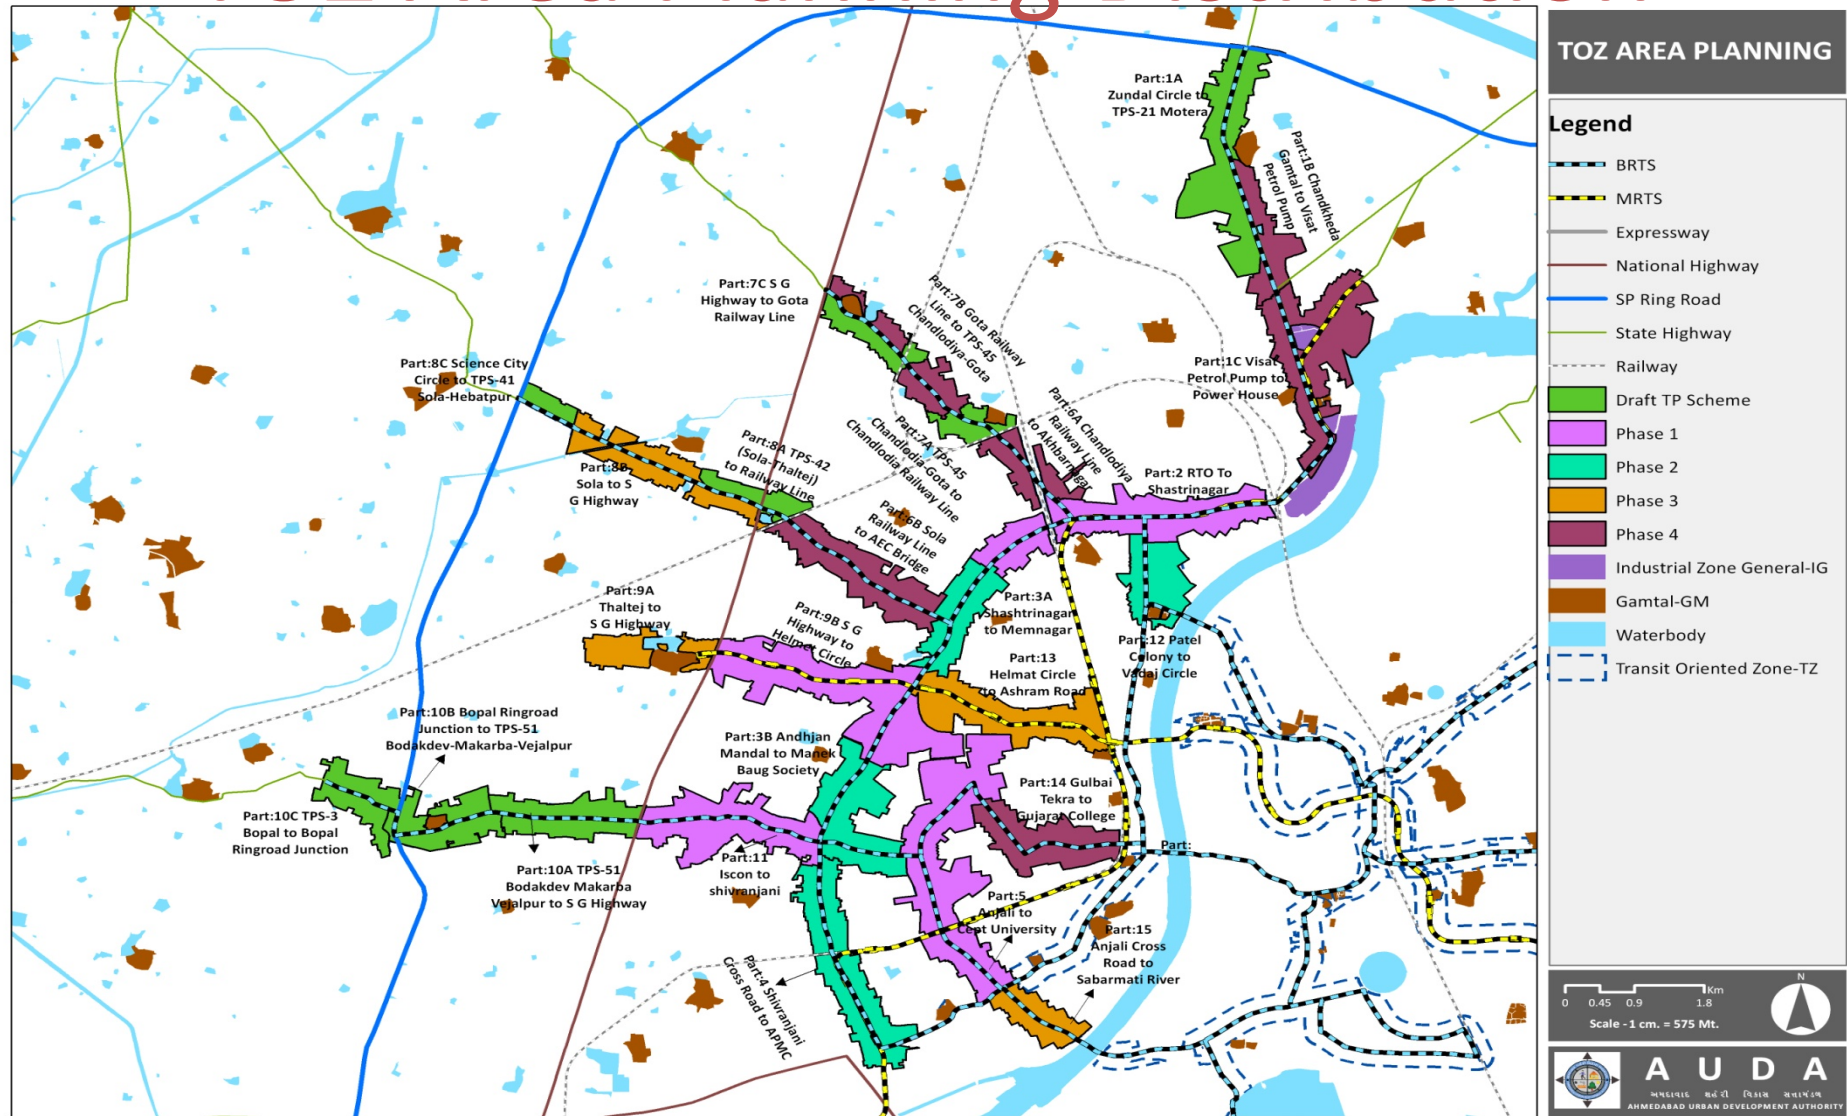 TOZ AREA PLANNING
Part:1A
Zundal Circle to
TPS-21 Motera
Part:1B Chandkheda
Gamtal to Visat
Petrol Pump
Part:7C S G
Highway to Gota
Railway Line
Part:7B Gota Railway
Line to TPS-45
Chandlodiya-Gota
Part:1C Visat
Petrol Pump to
Power House
Part:8C Science City
Circle to TPS-41
Sola-Hebatpur
Part:6A Chandlodiya
Railway Line
to Akhbarnagar
Part:7A TPS-45
Chandlodia-Gota to
Chandlodia Railway Line
Part:8A TPS-42
(Sola-Thaltej)
to Railway Line
Part:8B
Sola to S
G Highway
Part:2 RTO To
Shastrinagar
Part:6B Sola
Railway Line
to AEC Bridge
Part:9A
Thaltej to
S G Highway
Part:9B S G
Highway to
Helmet Circle
Part:3A
Shashtrinagar
to Memnagar
Part:12 Patel
Colony to
Vadaj Circle
Part:13
Helmat Circle
to Ashram Road
Part:10B Bopal Ringroad
Junction to TPS-51
Bodakdev-Makarba-Vejalpur
Part:3B Andhjan
Mandal to Manek
Baug Society
Part:14 Gulbai
Tekra to
Gujarat College
Part:10C TPS-3
Bopal to Bopal
Ringroad Junction
Part:
Part:11
Iscon to
shivranjani
Part:10A TPS-51
Bodakdev Makarba
Vejalpur to S G Highway
Part:5
Anjali to
Cept University
Part:15
Anjali Cross
Road to
Sabarmati River
Part:4 Shivranjani
Cross Road to APMC
Legend
BRTS
MRTS
Expressway
National Highway
SP Ring Road
State Highway
Railway
Draft TP Scheme
Phase 1
Phase 2
Phase 3
Phase 4
Industrial Zone General-IG
Gamtal-GM
Waterbody
Transit Oriented Zone-TZ
N
Km
0 0.45 0.9 1.8
Scale - 1 cm. = 575 Mt.
A U D A
અમદાવાદ શહેરી વિકાસ સત્તામંડળ
AHMEDABAD URBAN DEVELOPMENT AUTHORITY